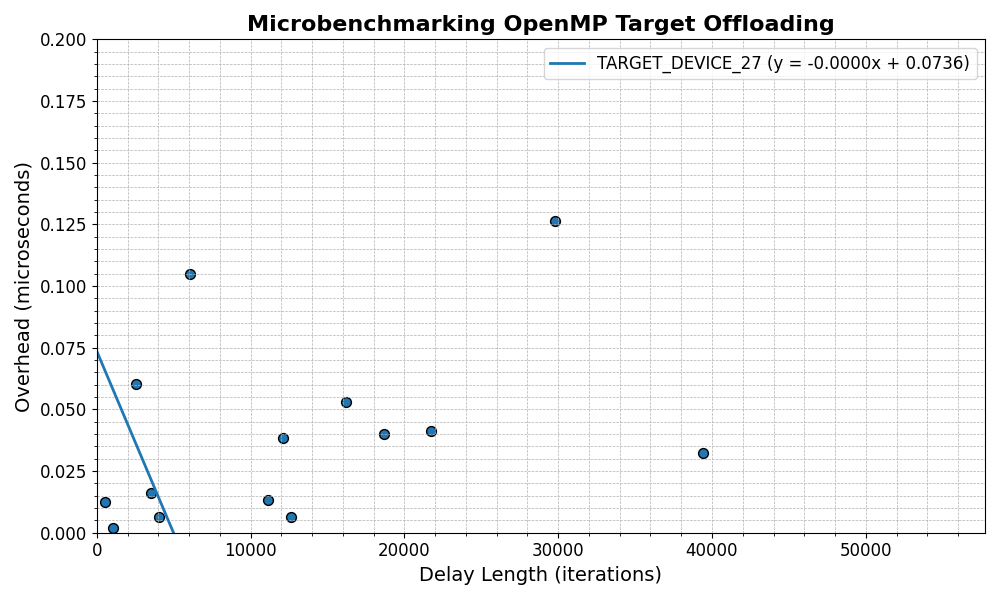 Microbenchmarking OpenMP Target Offloading
TARGET_DEVICE_27 (y = -0.0000x + 0.0736)
Overhead (microseconds)
0.200
0.175
0.150
0.125
0.100
0.075
0.050
0.025
0.000
0 10000 20000 30000 40000 50000
Delay Length (iterations)